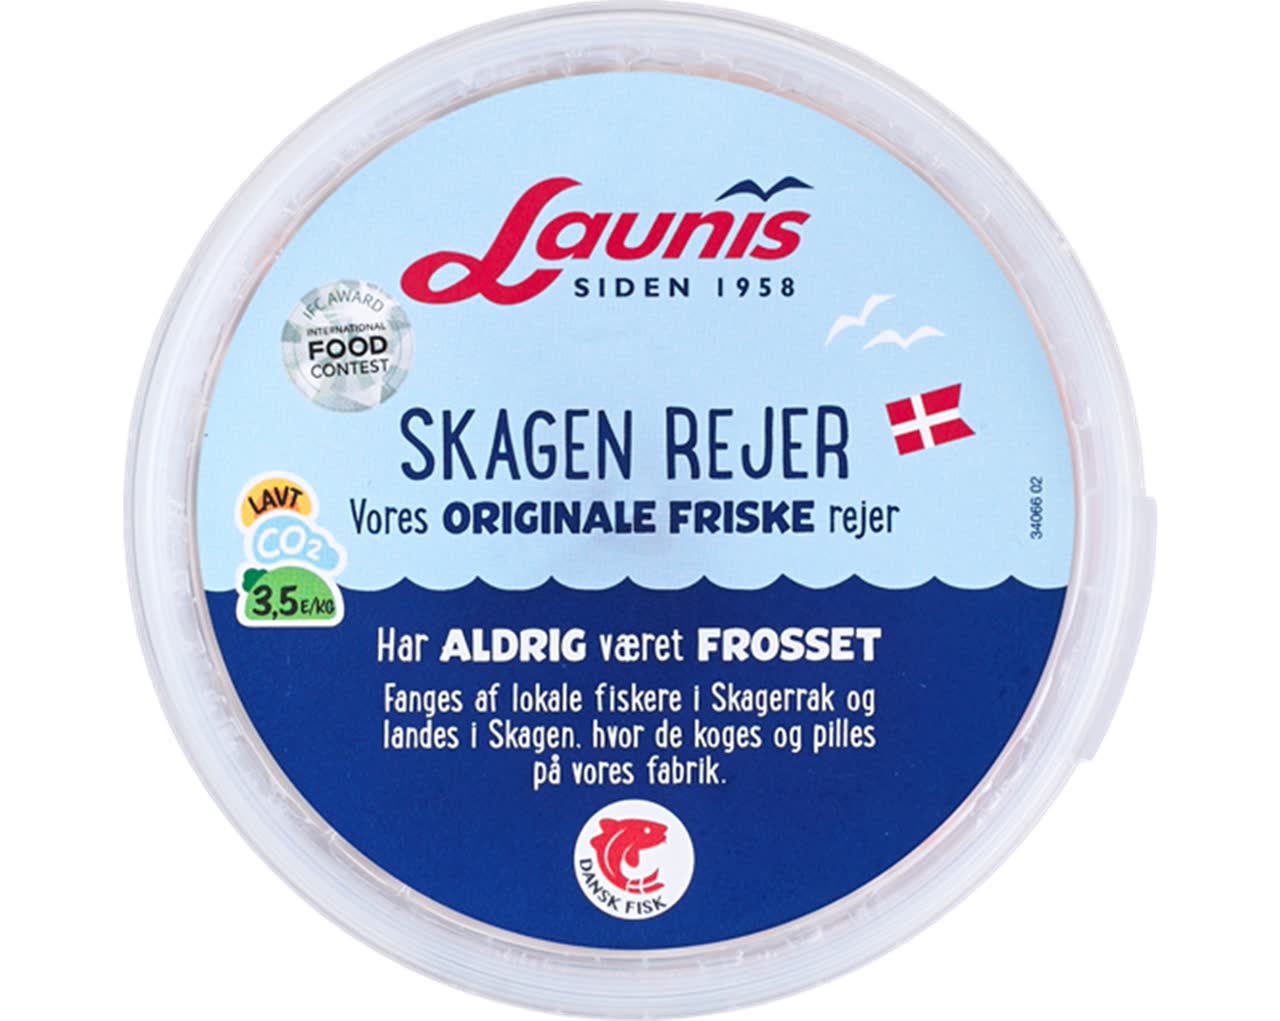 Launis
SIDEN 1958
IFC AWARD
INTERNATIONAL
FOOD
CONTEST
SKAGEN REJER
Vores ORIGINALE FRISKE rejer
34066 02
LAVT
CO2
3,5 E/KG
Har ALDRIG været FROSSET
Fanges af lokale fiskere i Skagerrak og
landes i Skagen. hvor de koges og pilles
på vores fabrik.
DANSK FISK